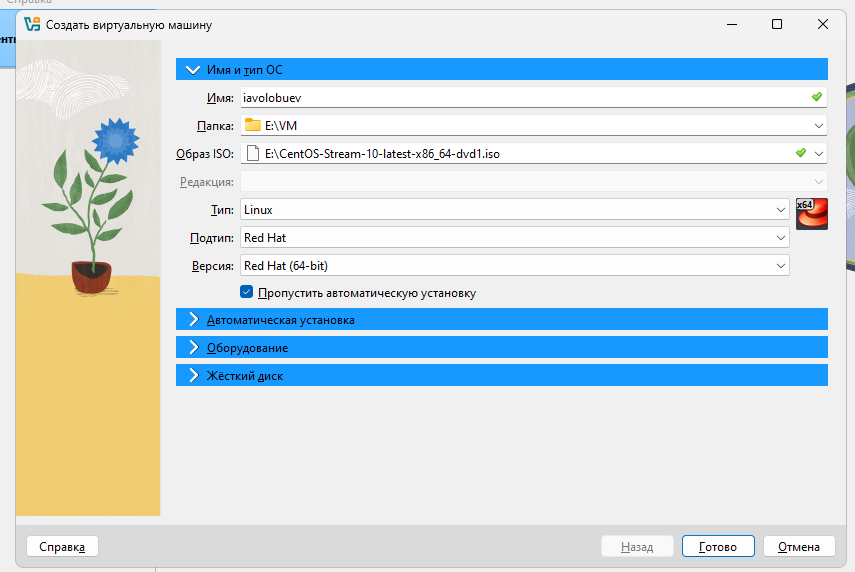 Справка
Создать виртуальную машину
Имя и тип ОС
Имя: iavolobuev
Папка: E:\VM
Образ ISO: E:\CentOS-Stream-10-latest-x86_64-dvd1.iso
Редакция:
Тип: Linux
x64
Подтип: Red Hat
Версия: Red Hat (64-bit)
Пропустить автоматическую установку
Автоматическая установка
Оборудование
Жёсткий диск
Справка Назад Готово Отмена